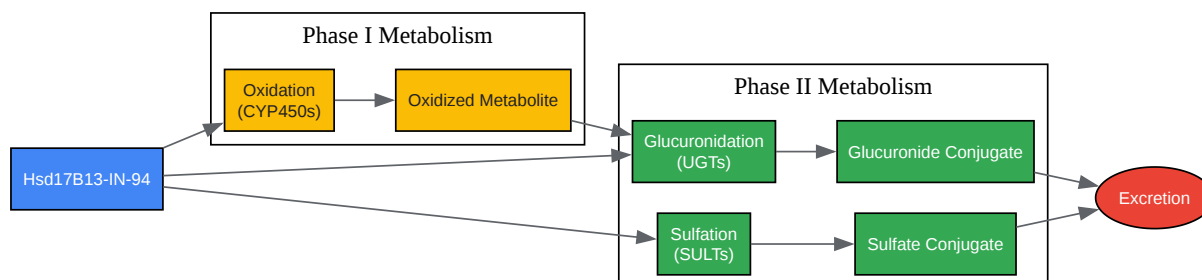 Phase I Metabolism
Oxidation
(CYP450s)
Oxidized Metabolite
Phase II Metabolism
Hsd17B13-IN-94
Glucuronidation
(UGTs)
Glucuronide Conjugate
Sulfation
(SULTs)
Sulfate Conjugate
Excretion